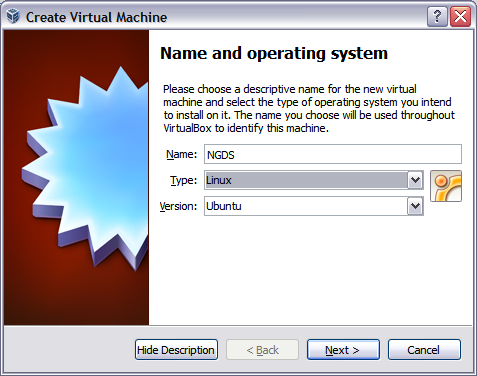 Create Virtual Machine
Name and operating system
Please choose a descriptive name for the new virtual
machine and select the type of operating system you intend
to install on it. The name you choose will be used throughout
VirtualBox to identify this machine.
Name: NGDS
Type: Linux
Version: Ubuntu
Hide Description < Back Next > Cancel